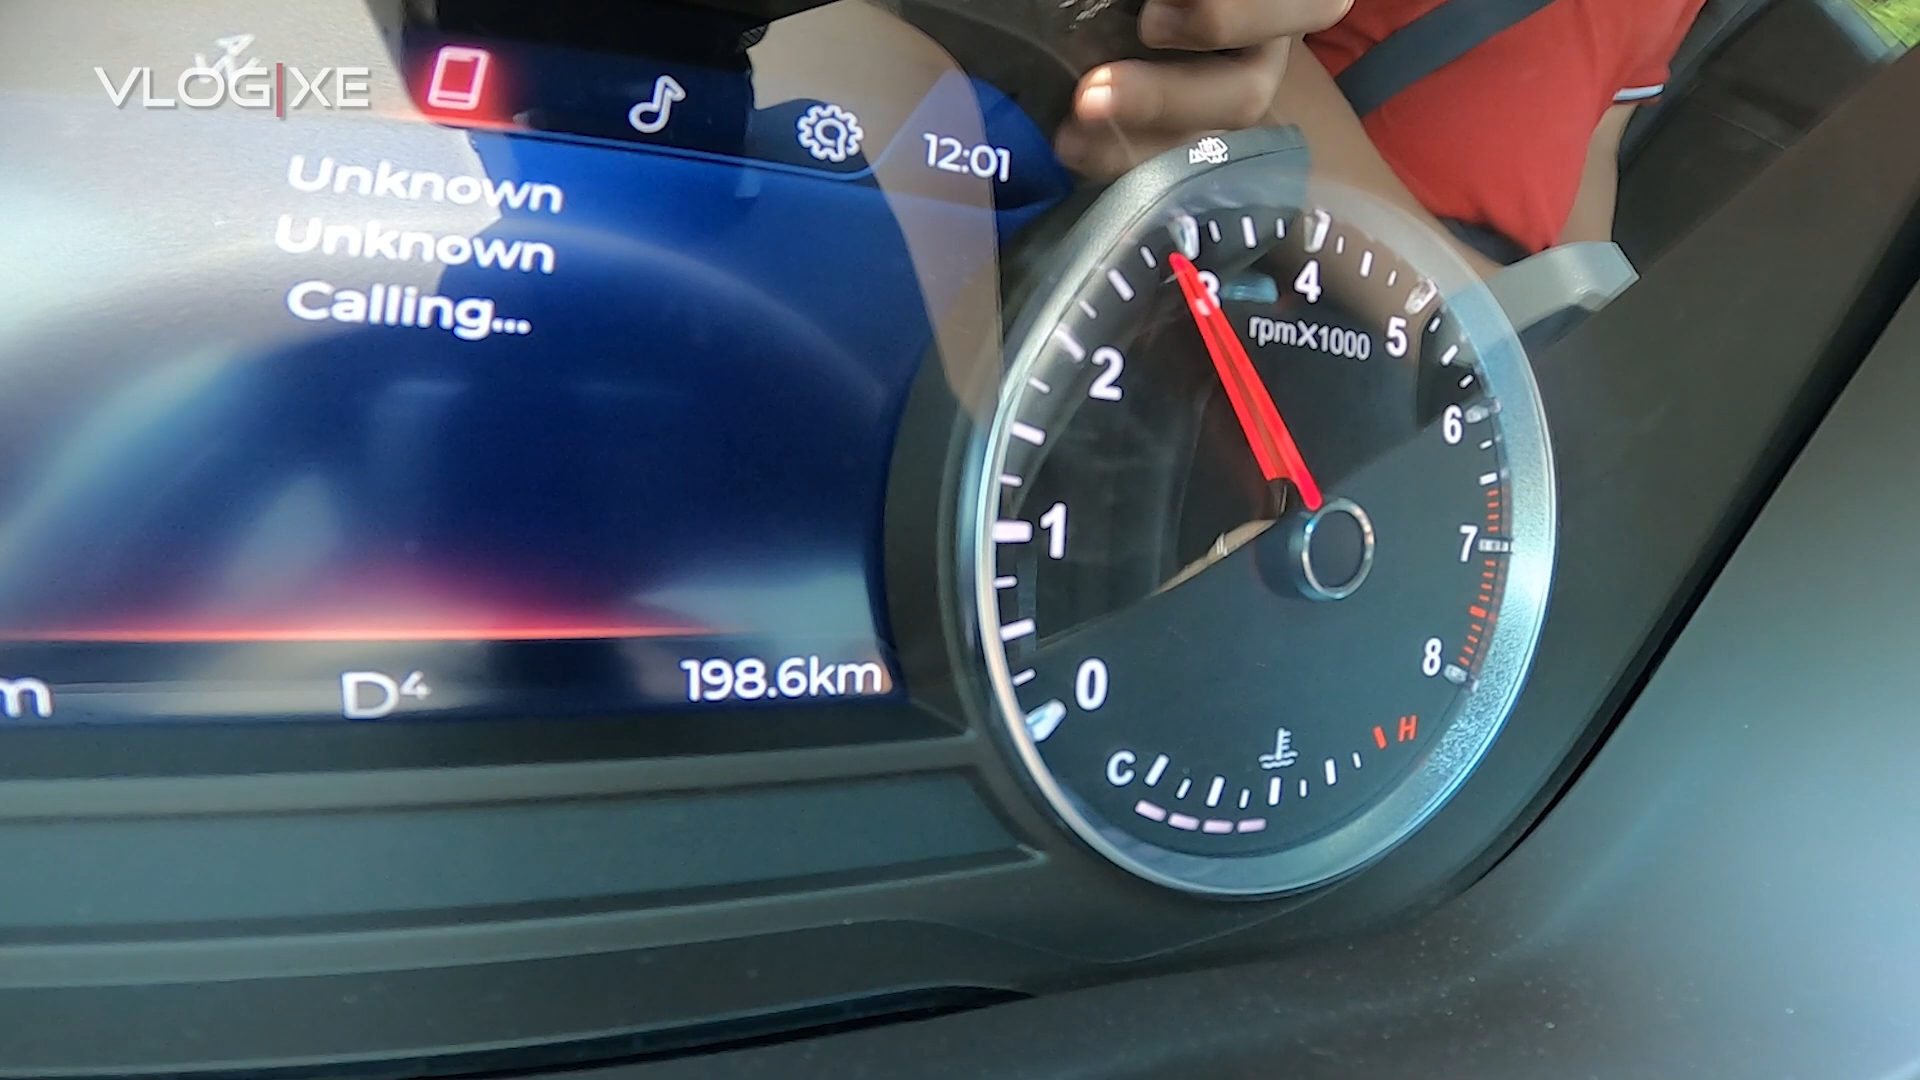 VLOG|XE
12:01
Unknown
Unknown
Calling...
m
D4
198.6km
0
1
2
3
4
5
6
7
8
rpmX1000
C
H